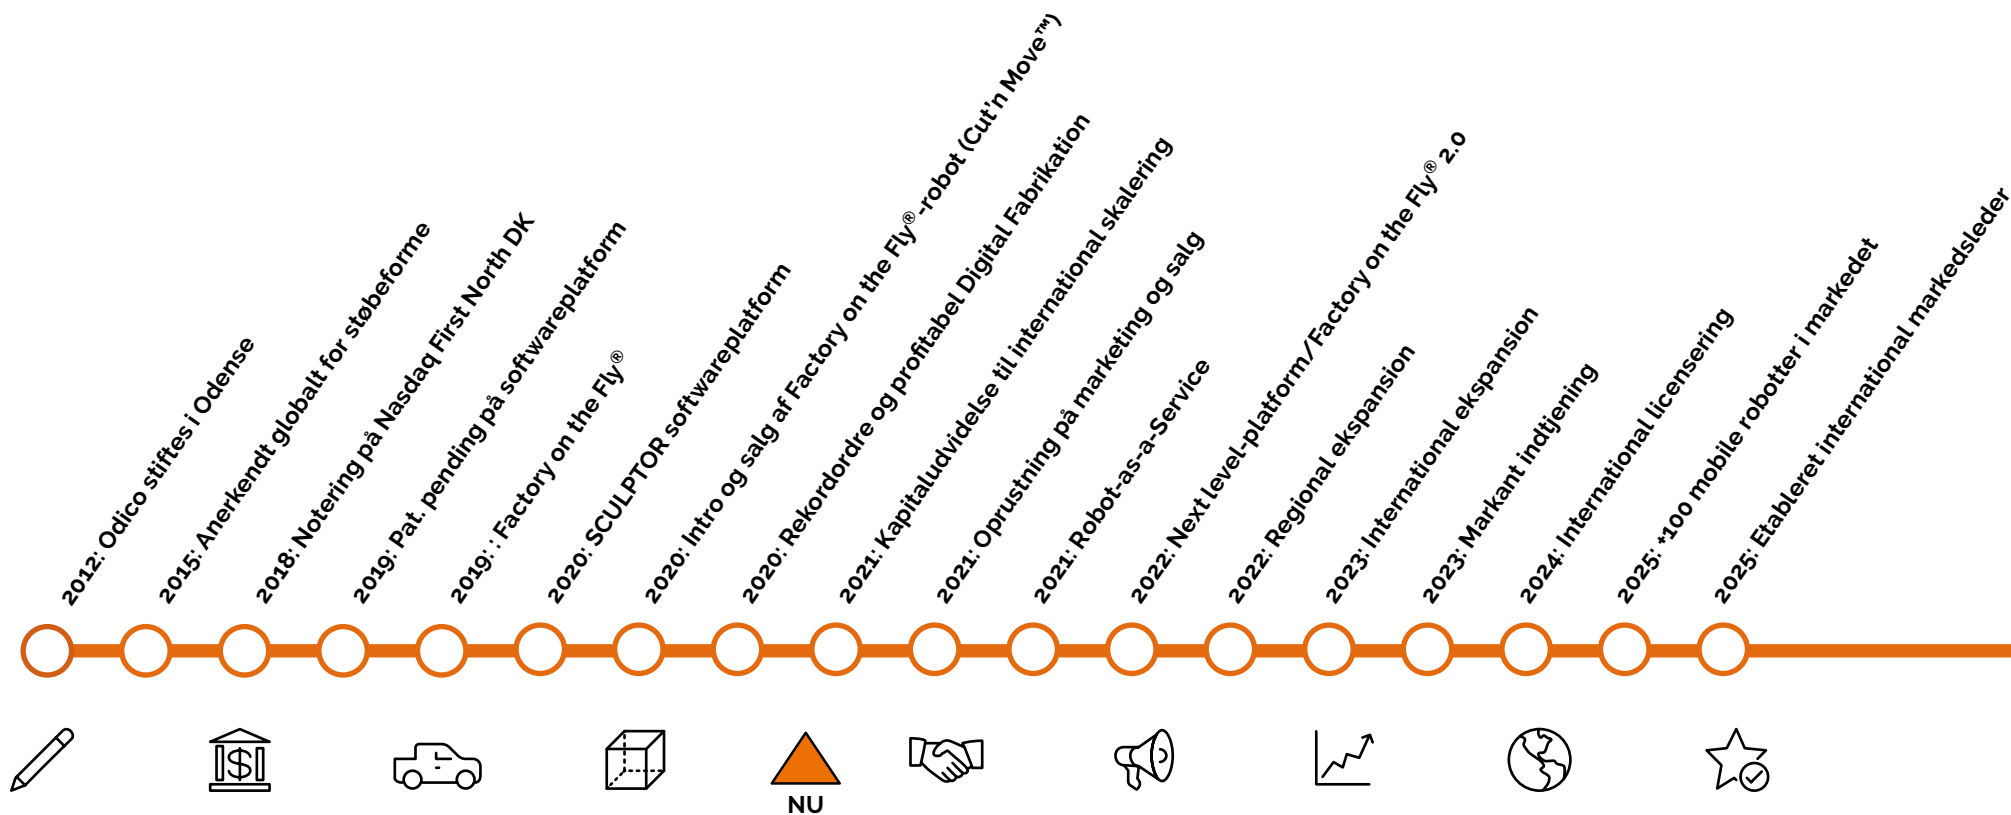 2012: Odico stiftes i Odense
2015: Anerkendt globalt for støbeforme
2018: Notering på Nasdaq First North DK
2019: Pat. pending på softwareplatform
2019: : Factory on the Fly®
2020: SCULPTOR softwareplatform
2020: Intro og salg af Factory on the Fly®-robot (Cut'n Move™)
2020: Rekordordre og profitabel Digital Fabrikation
2021: Kapitaludvidelse til international skalering
2021: Oprustning på marketing og salg
2021: Robot-as-a-Service
2022: Next level-platform/Factory on the Fly® 2.0
2022: Regional ekspansion
2023: International ekspansion
2023: Markant indtjening
2024: International licensering
2025: +100 mobile robotter i markedet
2025: Etableret international markedsleder
$
NU